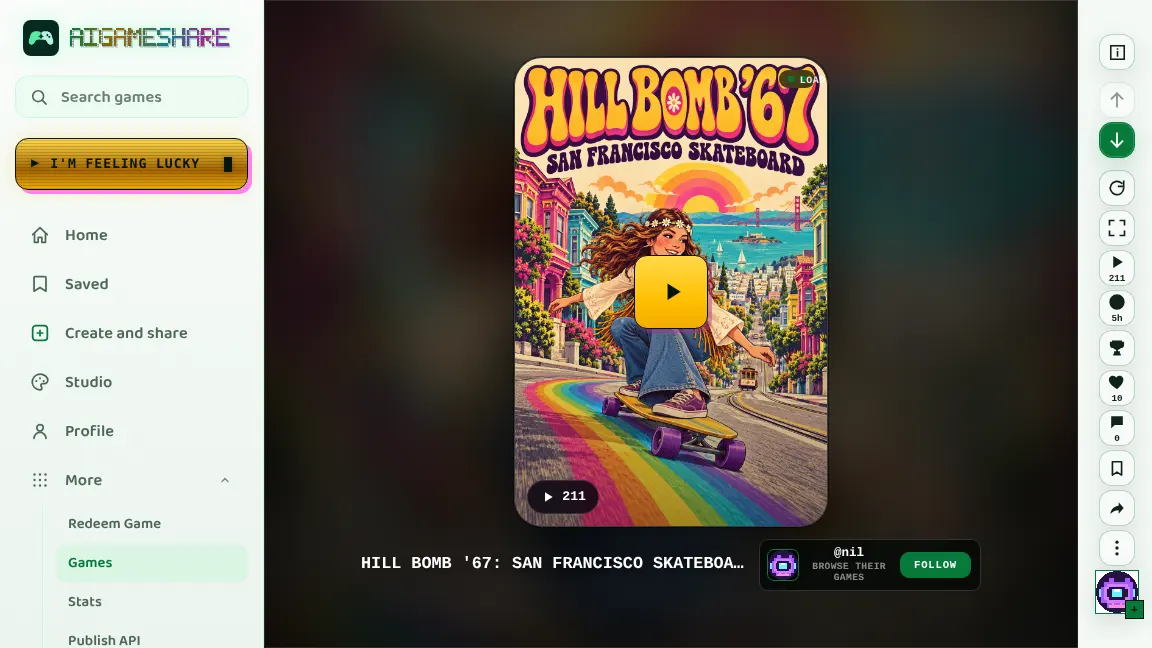 AIGAMESHARE
Search games
I'M FEELING LUCKY
Home
Saved
Create and share
Studio
Profile
More
Redeem Game
Games
Stats
Publish API
HILL BOMB '67
SAN FRANCISCO SKATEBOARD
211
HILL BOMB '67: SAN FRANCISCO SKATEBOA…
@nil
BROWSE THEIR
GAMES
FOLLOW
211
5h
10
0